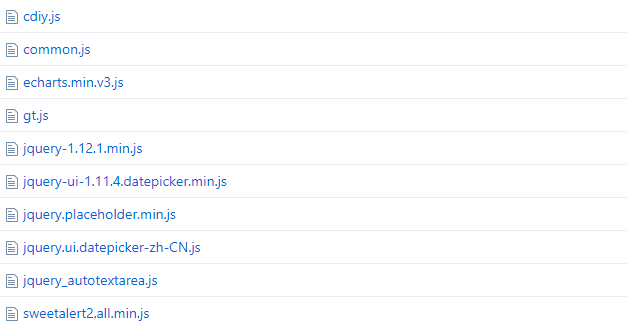 cdiy.js
common.js
echarts.min.v3.js
gt.js
jquery-1.12.1.min.js
jquery-ui-1.11.4.datepicker.min.js
jquery.placeholder.min.js
jquery.ui.datepicker-zh-CN.js
jquery_autotextarea.js
sweetalert2.all.min.js